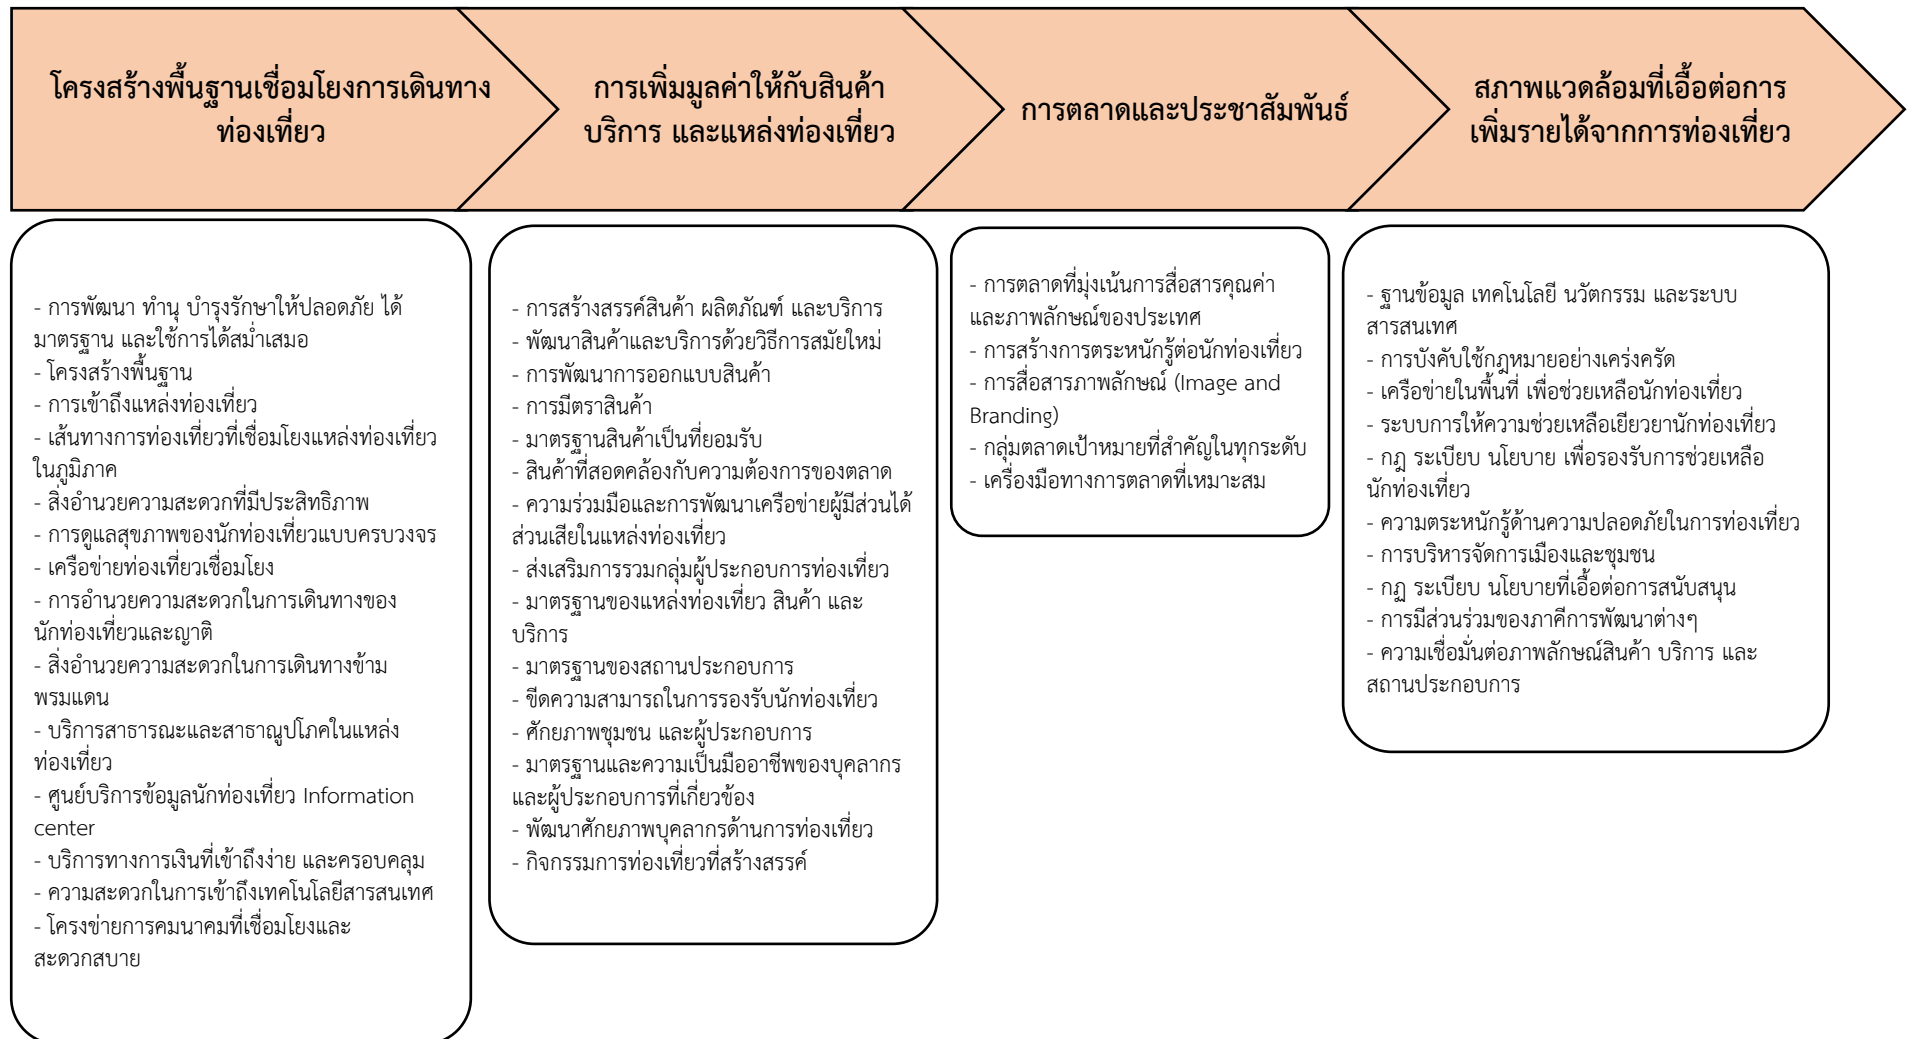 โครงสร้างพื้นฐานเชื่อมโยงการเดินทาง
ท่องเที่ยว
การเพิ่มมูลค่าให้กับสินค้า
บริการ และแหล่งท่องเที่ยว
การตลาดและประชาสัมพันธ์
สภาพแวดล้อมที่เอื้อต่อการ
เพิ่มรายได้จากการท่องเที่ยว
- การพัฒนา ทำนุ บำรุงรักษาให้ปลอดภัย ได้
มาตรฐาน และใช้การได้สม่ำเสมอ
- โครงสร้างพื้นฐาน
- การเข้าถึงแหล่งท่องเที่ยว
- เส้นทางการท่องเที่ยวที่เชื่อมโยงแหล่งท่องเที่ยว
ในภูมิภาค
- สิ่งอำนวยความสะดวกที่มีประสิทธิภาพ
- การดูแลสุขภาพของนักท่องเที่ยวแบบครบวงจร
- เครือข่ายท่องเที่ยวเชื่อมโยง
- การอำนวยความสะดวกในการเดินทางของ
นักท่องเที่ยวและญาติ
- สิ่งอำนวยความสะดวกในการเดินทางข้าม
พรมแดน
- บริการสาธารณะและสาธาณูปโภคในแหล่ง
ท่องเที่ยว
- ศูนย์บริการข้อมูลนักท่องเที่ยว Information
center
- บริการทางการเงินที่เข้าถึงง่าย และครอบคลุม
- ความสะดวกในการเข้าถึงเทคโนโลยีสารสนเทศ
- โครงข่ายการคมนาคมที่เชื่อมโยงและ
สะดวกสบาย
- การสร้างสรรค์สินค้า ผลิตภัณฑ์ และบริการ
- พัฒนาสินค้าและบริการด้วยวิธีการสมัยใหม่
- การพัฒนาการออกแบบสินค้า
- การมีตราสินค้า
- มาตรฐานสินค้าเป็นที่ยอมรับ
- สินค้าที่สอดคล้องกับความต้องการของตลาด
- ความร่วมมือและการพัฒนาเครือข่ายผู้มีส่วนได้
ส่วนเสียในแหล่งท่องเที่ยว
- ส่งเสริมการรวมกลุ่มผู้ประกอบการท่องเที่ยว
- มาตรฐานของแหล่งท่องเที่ยว สินค้า และ
บริการ
- มาตรฐานของสถานประกอบการ
- ขีดความสามารถในการรองรับนักท่องเที่ยว
- ศักยภาพชุมชน และผู้ประกอบการ
- มาตรฐานและความเป็นมืออาชีพของบุคลากร
และผู้ประกอบการที่เกี่ยวข้อง
- พัฒนาศักยภาพบุคลากรด้านการท่องเที่ยว
- กิจกรรมการท่องเที่ยวที่สร้างสรรค์
- การตลาดที่มุ่งเน้นการสื่อสารคุณค่า
และภาพลักษณ์ของประเทศ
- การสร้างการตระหนักรู้ต่อนักท่องเที่ยว
- การสื่อสารภาพลักษณ์ (Image and
Branding)
- กลุ่มตลาดเป้าหมายที่สำคัญในทุกระดับ
- เครื่องมือทางการตลาดที่เหมาะสม
- ฐานข้อมูล เทคโนโลยี นวัตกรรม และระบบ
สารสนเทศ
- การบังคับใช้กฎหมายอย่างเคร่งครัด
- เครือข่ายในพื้นที่ เพื่อช่วยเหลือนักท่องเที่ยว
- ระบบการให้ความช่วยเหลือเยียวยานักท่องเที่ยว
- กฎ ระเบียบ นโยบาย เพื่อรองรับการช่วยเหลือ
นักท่องเที่ยว
- ความตระหนักรู้ด้านความปลอดภัยในการท่องเที่ยว
- การบริหารจัดการเมืองและชุมชน
- กฏ ระเบียบ นโยบายที่เอื้อต่อการสนับสนุน
- การมีส่วนร่วมของภาคีการพัฒนาต่างๆ
- ความเชื่อมั่นต่อภาพลักษณ์สินค้า บริการ และ
สถานประกอบการ